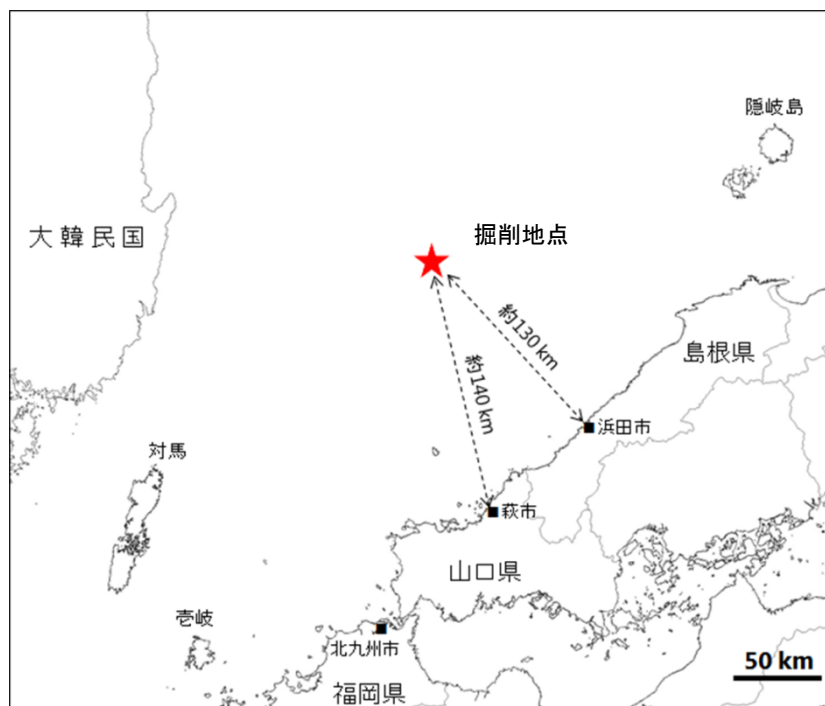 隠岐島
掘削地点
大韓民国
約130 km
島根県
約140 km
浜田市
対馬
萩市
山口県
壱岐
北九州市
50 km
福岡県